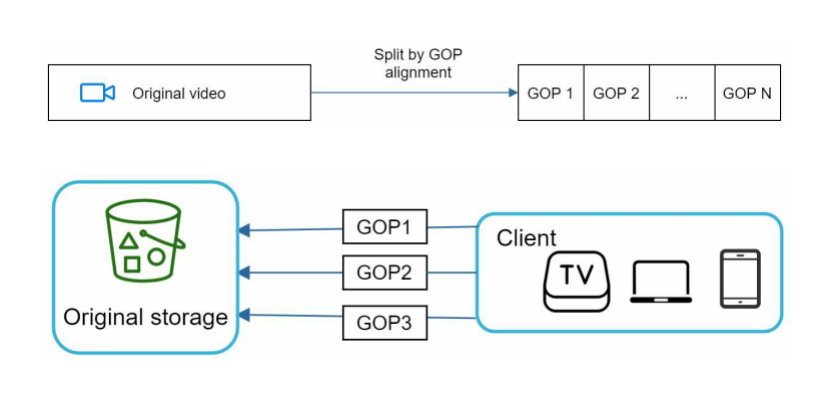 Split by GOP
alignment
Original video
GOP 1
GOP 2
...
GOP N
GOP1
Client
TV
GOP2
Original storage
GOP3